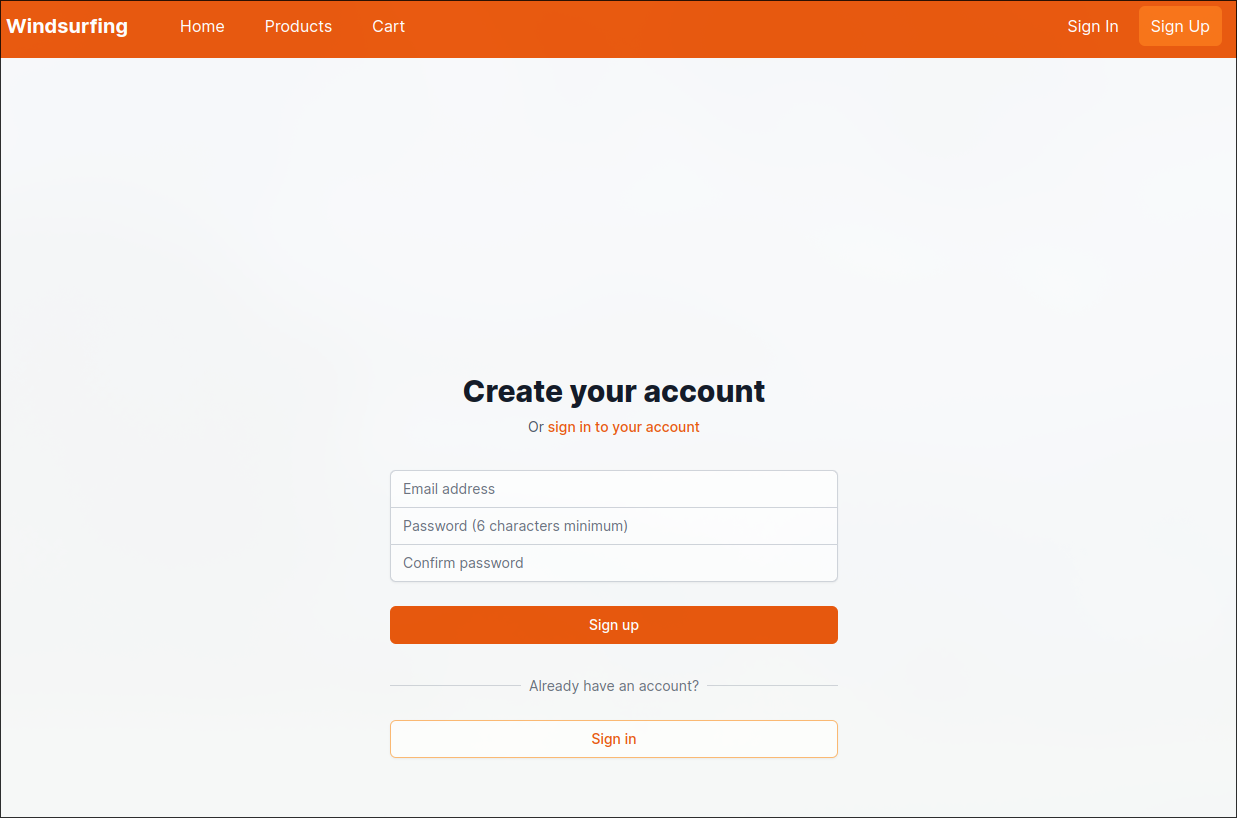 Windsurfing Home Products Cart Sign In Sign Up
Create your account
Or sign in to your account
Email address
Password (6 characters minimum)
Confirm password
Sign up
Already have an account?
Sign in